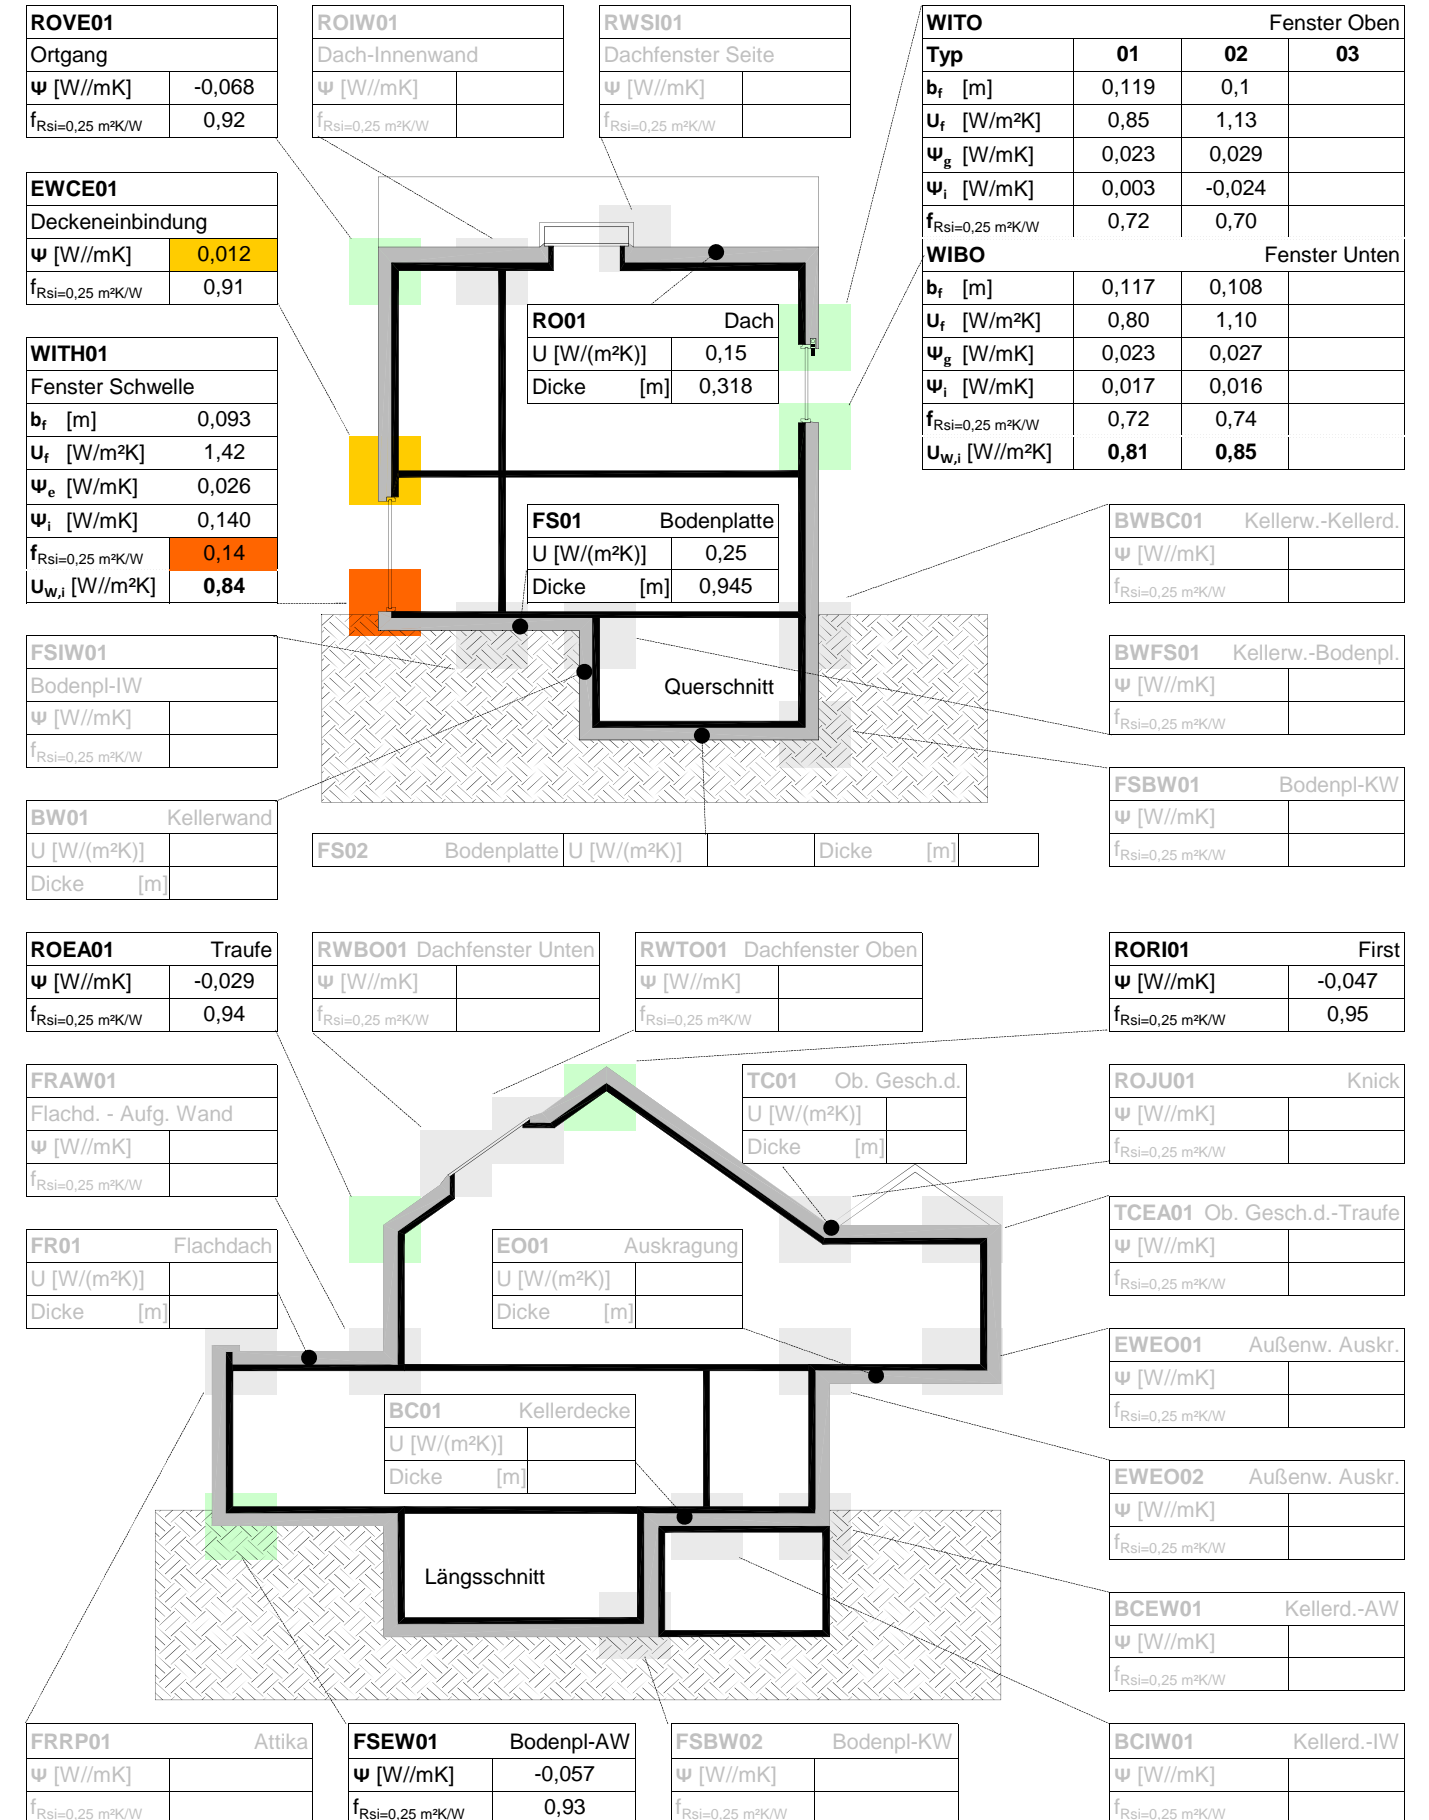 ROVE01
Ortgang
Ψ [W//mK] -0,068
fRsi=0,25 m²K/W 0,92
ROIW01
Dach-Innenwand
Ψ [W//mK]
fRsi=0,25 m²K/W
RWSI01
Dachfenster Seite
Ψ [W//mK]
fRsi=0,25 m²K/W
WITO Fenster Oben
Typ 01 02 03
bf [m] 0,119 0,1
Uf [W/m²K] 0,85 1,13
Ψg [W/mK] 0,023 0,029
Ψi [W/mK] 0,003 -0,024
fRsi=0,25 m²K/W 0,72 0,70
WIBO Fenster Unten
bf [m] 0,117 0,108
Uf [W/m²K] 0,80 1,10
Ψg [W/mK] 0,023 0,027
Ψi [W/mK] 0,017 0,016
fRsi=0,25 m²K/W 0,72 0,74
UW,i [W//m²K] 0,81 0,85
EWCE01
Deckeneinbindung
Ψ [W//mK] 0,012
fRsi=0,25 m²K/W 0,91
RO01 Dach
U [W/(m²K)] 0,15
Dicke [m] 0,318
WITH01
Fenster Schwelle
bf [m] 0,093
Uf [W/m²K] 1,42
Ψe [W/mK] 0,026
Ψi [W/mK] 0,140
fRsi=0,25 m²K/W 0,14
UW,i [W//m²K] 0,84
FS01 Bodenplatte
U [W/(m²K)] 0,25
Dicke [m] 0,945
BWBC01 Kellerw.-Kellerd.
Ψ [W//mK]
fRsi=0,25 m²K/W
FSIW01
Bodenpl-IW
Ψ [W//mK]
fRsi=0,25 m²K/W
Querschnitt
BWFS01 Kellerw.-Bodenpl.
Ψ [W//mK]
fRsi=0,25 m²K/W
FSBW01 Bodenpl-KW
Ψ [W//mK]
fRsi=0,25 m²K/W
BW01 Kellerwand
U [W/(m²K)]
Dicke [m]
FS02 Bodenplatte U [W/(m²K)] Dicke [m]
ROEA01 Traufe
Ψ [W//mK] -0,029
fRsi=0,25 m²K/W 0,94
RWBO01 Dachfenster Unten
Ψ [W//mK]
fRsi=0,25 m²K/W
RWTO01 Dachfenster Oben
Ψ [W//mK]
fRsi=0,25 m²K/W
RORI01 First
Ψ [W//mK] -0,047
fRsi=0,25 m²K/W 0,95
FRAW01
Flachd. - Aufg. Wand
Ψ [W//mK]
fRsi=0,25 m²K/W
TC01 Ob. Gesch.d.
U [W/(m²K)]
Dicke [m]
ROJU01 Knick
Ψ [W//mK]
fRsi=0,25 m²K/W
TCEA01 Ob. Gesch.d.-Traufe
Ψ [W//mK]
fRsi=0,25 m²K/W
FR01 Flachdach
U [W/(m²K)]
Dicke [m]
EO01 Auskragung
U [W/(m²K)]
Dicke [m]
EWEO01 Außenw. Auskr.
Ψ [W//mK]
fRsi=0,25 m²K/W
BC01 Kellerdecke
U [W/(m²K)]
Dicke [m]
EWEO02 Außenw. Auskr.
Ψ [W//mK]
fRsi=0,25 m²K/W
Längsschnitt
BCEW01 Kellerd.-AW
Ψ [W//mK]
fRsi=0,25 m²K/W
FRRP01 Attika
Ψ [W//mK]
fRsi=0,25 m²K/W
FSEW01 Bodenpl-AW
Ψ [W//mK] -0,057
fRsi=0,25 m²K/W 0,93
FSBW02 Bodenpl-KW
Ψ [W//mK]
fRsi=0,25 m²K/W
BCIW01 Kellerd.-IW
Ψ [W//mK]
fRsi=0,25 m²K/W